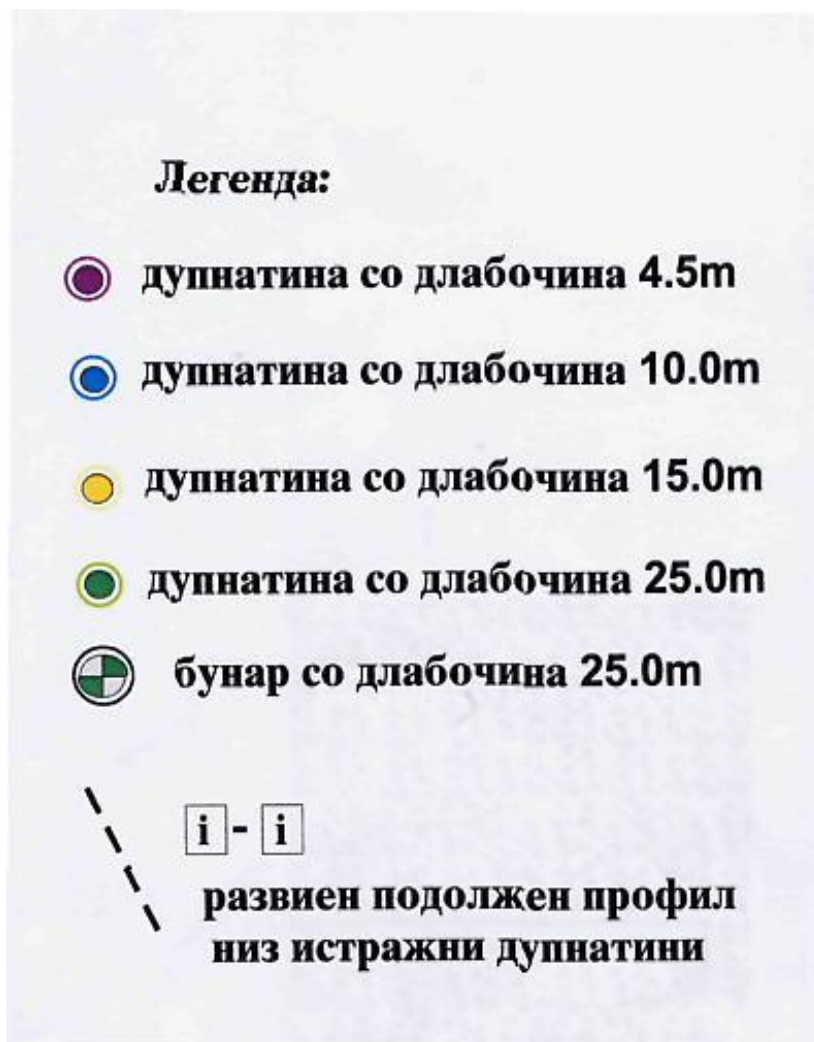 Легенда:
дупнатина со длабочина 4.5m
дупнатина со длабочина 10.0m
дупнатина со длабочина 15.0m
дупнатина со длабочина 25.0m
бунар со длабочина 25.0m
i - i
развиен подолжен профил
низ истражни дупнатини